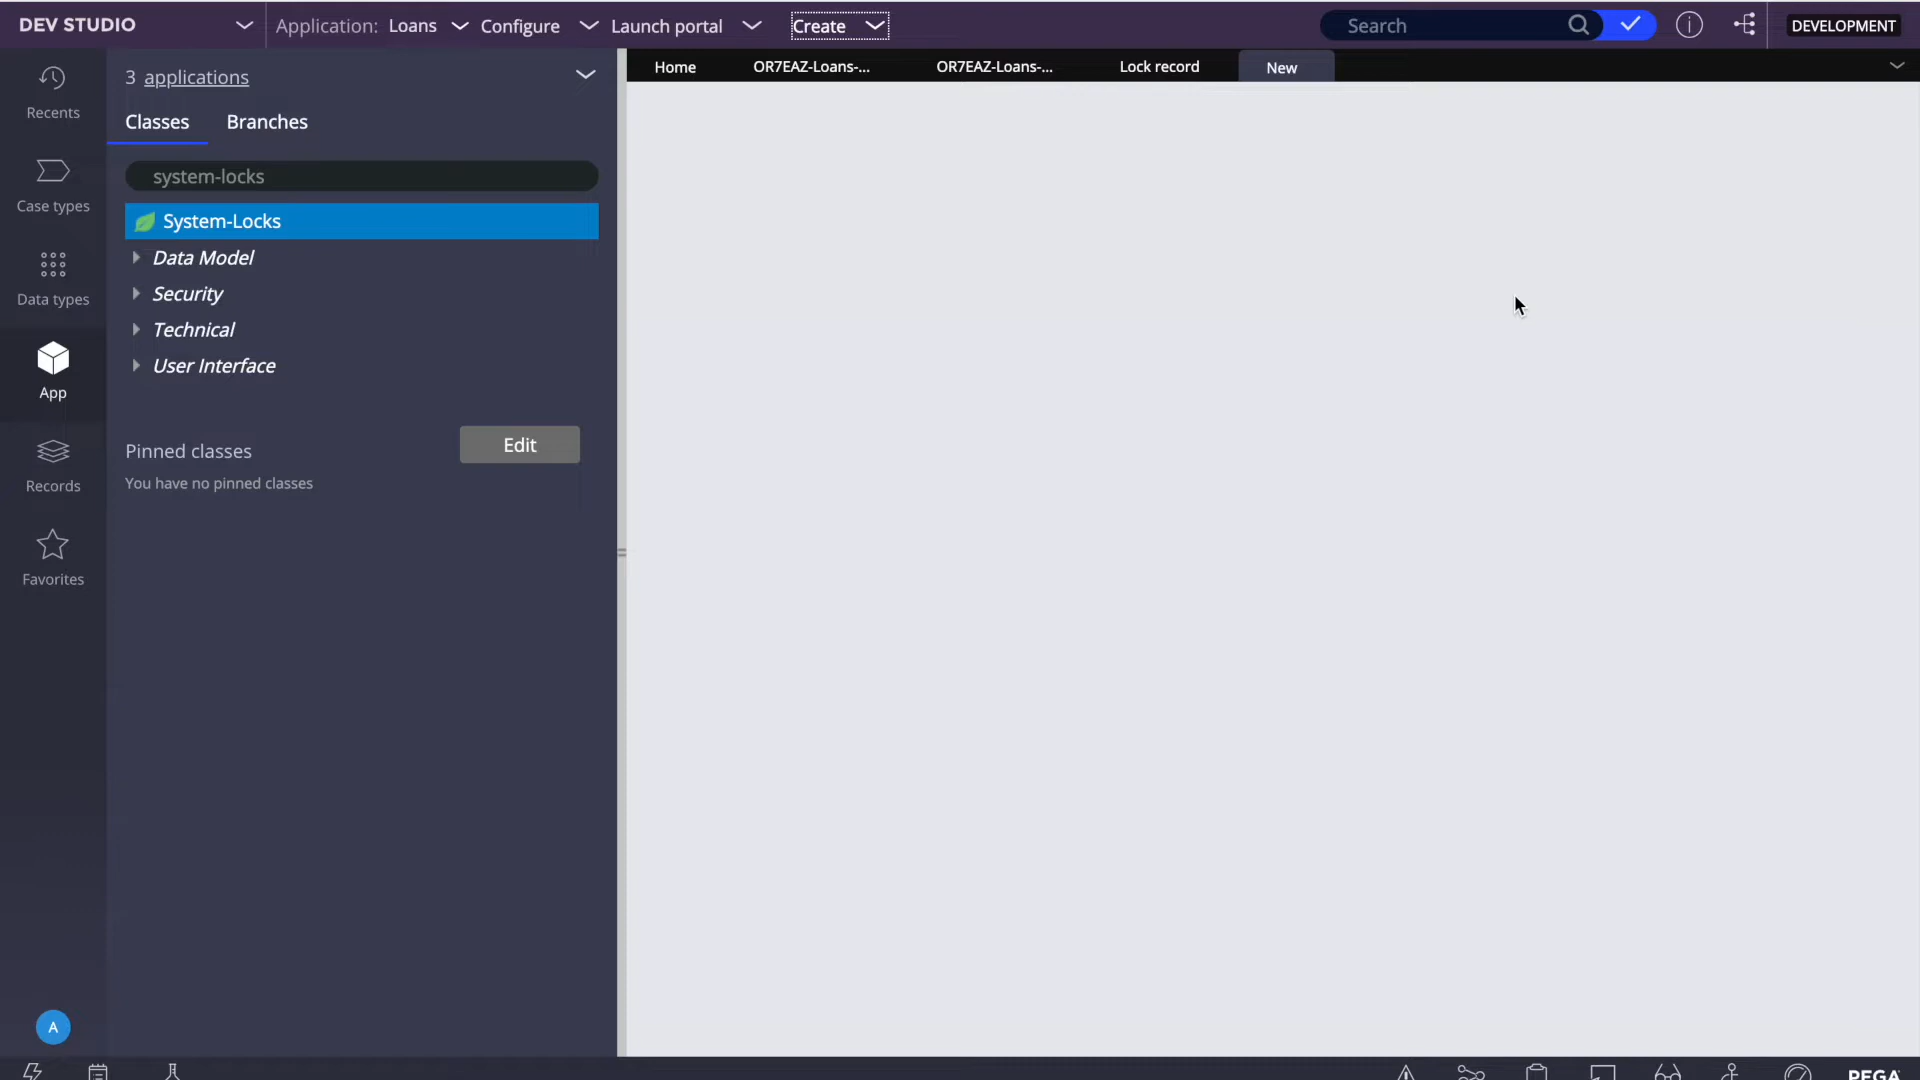 DEV STUDIO
Application: Loans
Configure
Launch portal
Create
Search
DEVELOPMENT
Recents
Case types
Data types
App
Records
Favorites
A
3 applications
Classes
Branches
system-locks
System-Locks
Data Model
Security
Technical
User Interface
Pinned classes
Edit
You have no pinned classes
Home
OR7EAZ-Loans-...
OR7EAZ-Loans-...
Lock record
New
PEGA